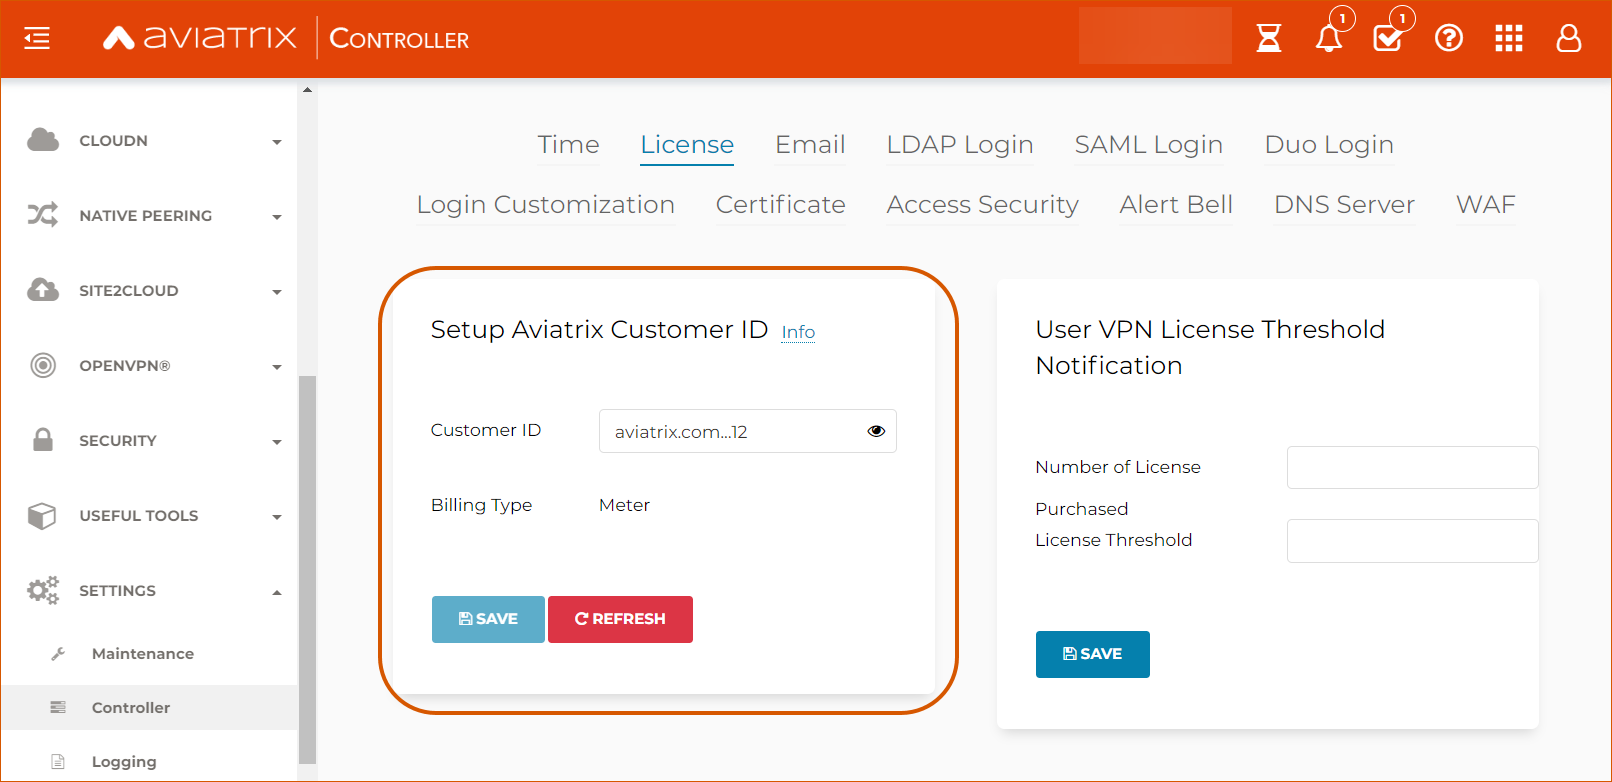 aviatrix CONTROLLER
1
1
CLOUDN
NATIVE PEERING
SITE2CLOUD
OPENVPN®
SECURITY
USEFUL TOOLS
SETTINGS
Maintenance
Controller
Logging
Time License Email LDAP Login SAML Login Duo Login
Login Customization Certificate Access Security Alert Bell DNS Server WAF
Setup Aviatrix Customer ID Info
Customer ID aviatrix.com...12
Billing Type Meter
SAVE REFRESH
User VPN License Threshold
Notification
Number of License
Purchased
License Threshold
SAVE